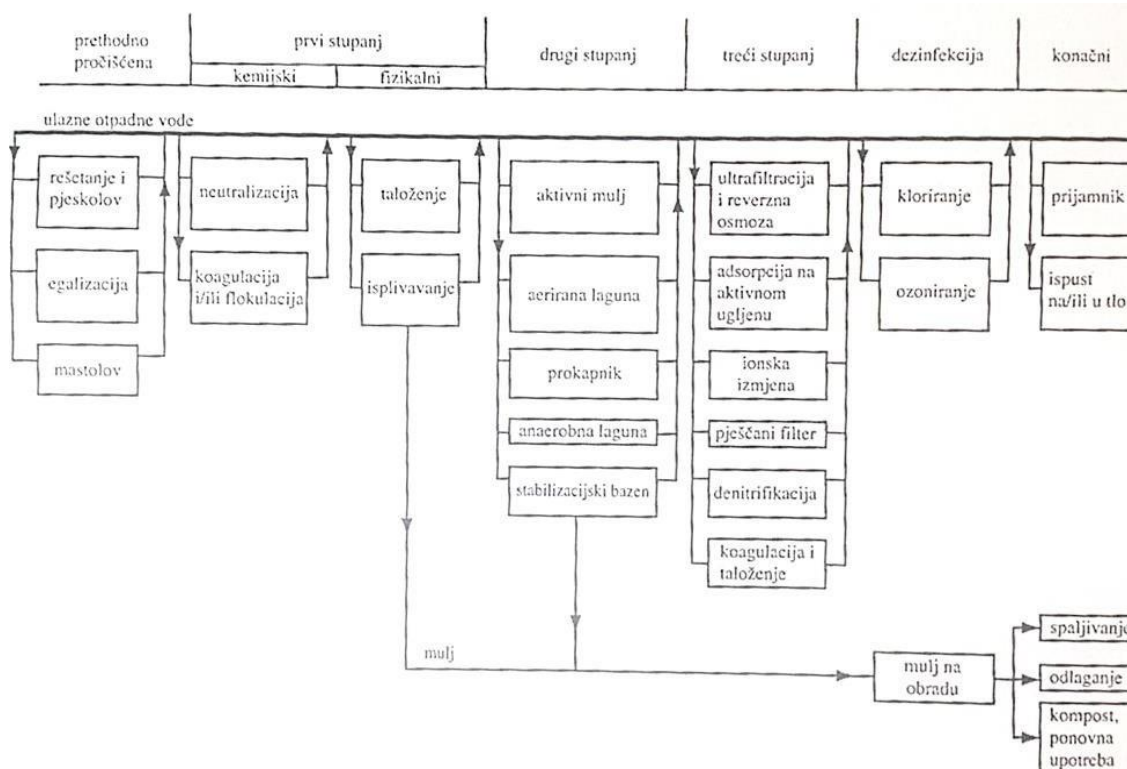 prethodno
pročišćena
prvi stupanj
kemijski
fizikalni
drugi stupanj
treći stupanj
dezinfekcija
konačni
ulazne otpadne vode
rešetanje i
pjeskolov
egalizacija
mastolov
neutralizacija
koagulacija
i/ili flokulacija
taloženje
isplivavanje
aktivni mulj
aerirana laguna
prokapnik
anaerobna laguna
stabilizacijski bazen
ultrafiltracija
i reverzna
osmoza
adsorpcija na
aktivnom
ugljenu
ionska
izmjena
pješčani filter
denitrifikacija
koagulacija i
taloženje
kloriranje
ozoniranje
prijamnik
ispust
na/ili u tlo
mulj
mulj na
obradu
spaljivanje
odlaganje
kompost,
ponovna
upotreba